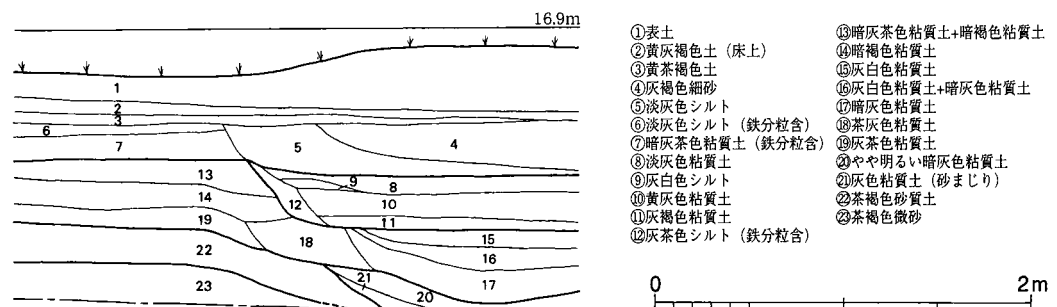 16.9m
1
2
3
6
7
5
4
13
9
8
14
12
10
11
19
18
15
22
16
21
17
23
20
①表土
②黄灰褐色土(床上)
③黄茶褐色土
④灰褐色細砂
⑤淡灰色シルト
⑥淡灰色シルト(鉄分粒含)
⑦暗灰茶色粘質土(鉄分粒含)
⑧淡灰色粘質土
⑨灰白色シルト
⑩黄灰色粘質土
⑪灰褐色粘質土
⑫灰茶色シルト(鉄分粒含)
⑬暗灰茶色粘質土+暗褐色粘質土
⑭暗褐色粘質土
⑮灰白色粘質土
⑯灰白色粘質土+暗灰色粘質土
⑰暗灰色粘質土
⑱茶灰色粘質土
⑲灰茶色粘質土
⑳やや明るい暗灰色粘質土
㉑灰色粘質土(砂まじり)
㉒茶褐色砂質土
㉓茶褐色微砂
0 2m